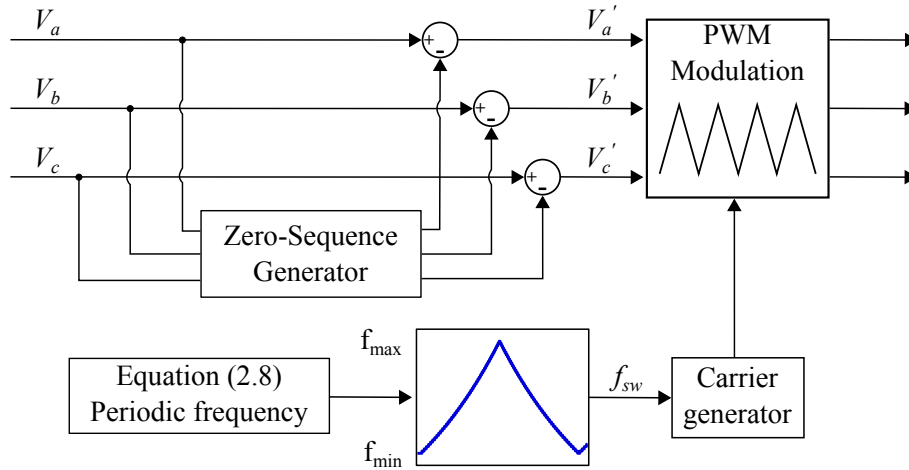 V_a
V_a'
PWM
Modulation
+
-
V_b
V_b'
+
-
V_c
V_c'
+
-
Zero-Sequence
Generator
f_max
f_min
Equation (2.8)
Periodic frequency
f_sw
Carrier
generator